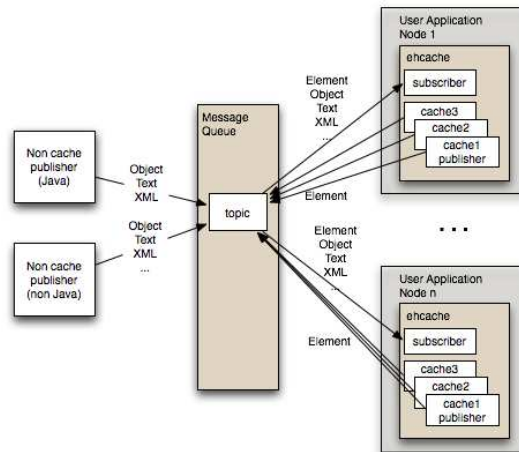 Non cache
publisher
(Java)
Non cache
publisher
(non Java)
Object
Text
XML
Object
Text
XML
...
Message
Queue
topic
Element
Object
Text
XML
...
Element
Element
Object
Text
XML
...
Element
User Application
Node 1
ehcache
subscriber
cache3
cache2
cache1
publisher
...
User Application
Node n
ehcache
subscriber
cache3
cache2
cache1
publisher